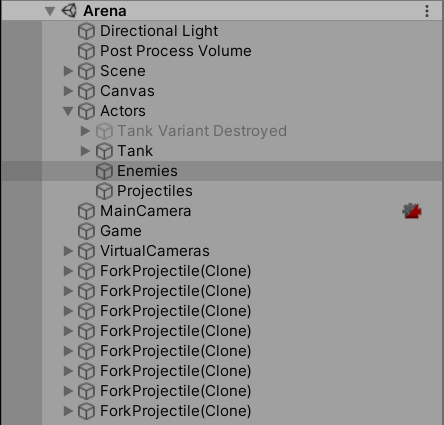 Arena
Directional Light
Post Process Volume
Scene
Canvas
Actors
Tank Variant Destroyed
Tank
Enemies
Projectiles
MainCamera
Game
VirtualCameras
ForkProjectile(Clone)
ForkProjectile(Clone)
ForkProjectile(Clone)
ForkProjectile(Clone)
ForkProjectile(Clone)
ForkProjectile(Clone)
ForkProjectile(Clone)
ForkProjectile(Clone)